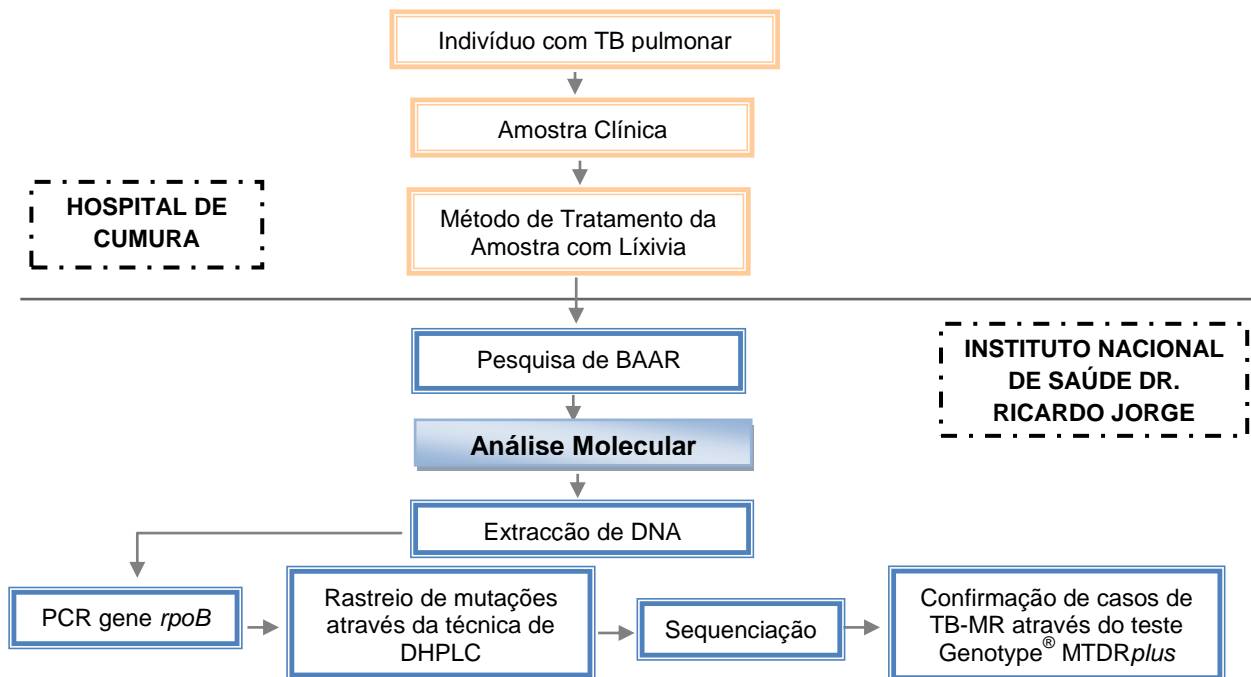 Indivíduo com TB pulmonar
Amostra Clínica
HOSPITAL DE
CUMURA
Método de Tratamento da
Amostra com Líxivia
Pesquisa de BAAR
INSTITUTO NACIONAL
DE SAÚDE DR.
RICARDO JORGE
Análise Molecular
Extracção de DNA
PCR gene rpoB
Rastreio de mutações
através da técnica de
DHPLC
Sequenciação
Confirmação de casos de
TB-MR através do teste
Genotype® MTDRplus